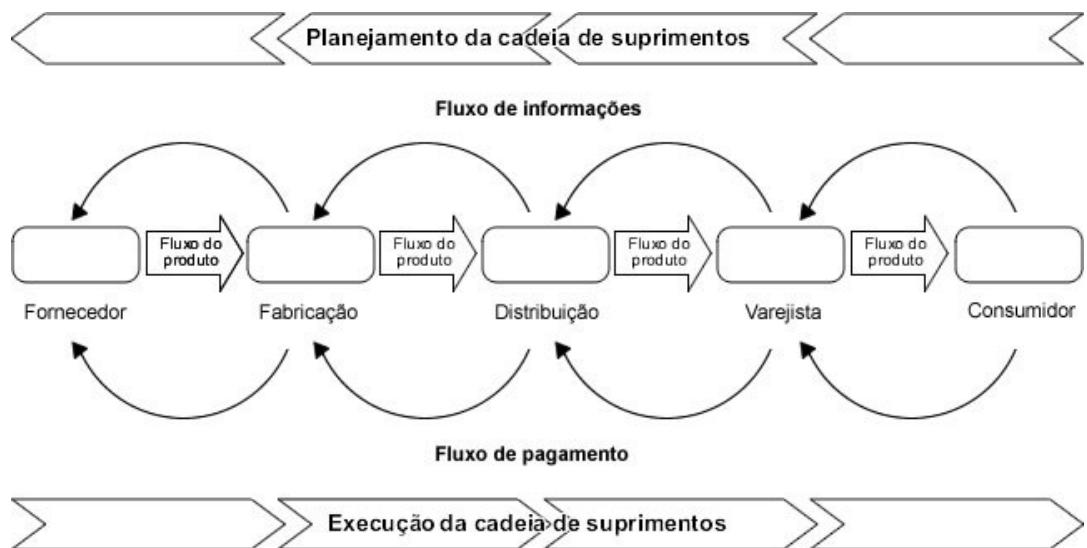 Planejamento da cadeia de suprimentos
Fluxo de informações
Fluxo do
produto
Fluxo do
produto
Fluxo do
produto
Fluxo do
produto
Fornecedor
Fabricação
Distribuição
Varejista
Consumidor
Fluxo de pagamento
Execução da cadeia de suprimentos